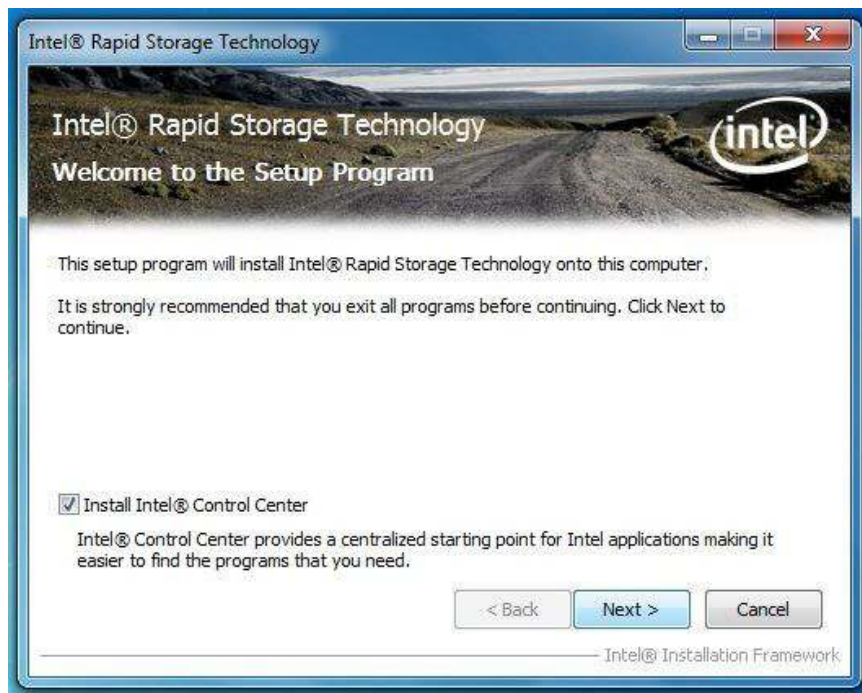 Intel® Rapid Storage Technology
Intel® Rapid Storage Technology
intel
Welcome to the Setup Program
This setup program will install Intel® Rapid Storage Technology onto this computer.
It is strongly recommended that you exit all programs before continuing. Click Next to
continue.
Install Intel® Control Center
Intel® Control Center provides a centralized starting point for Intel applications making it
easier to find the programs that you need.
< Back Next > Cancel
Intel® Installation Framework